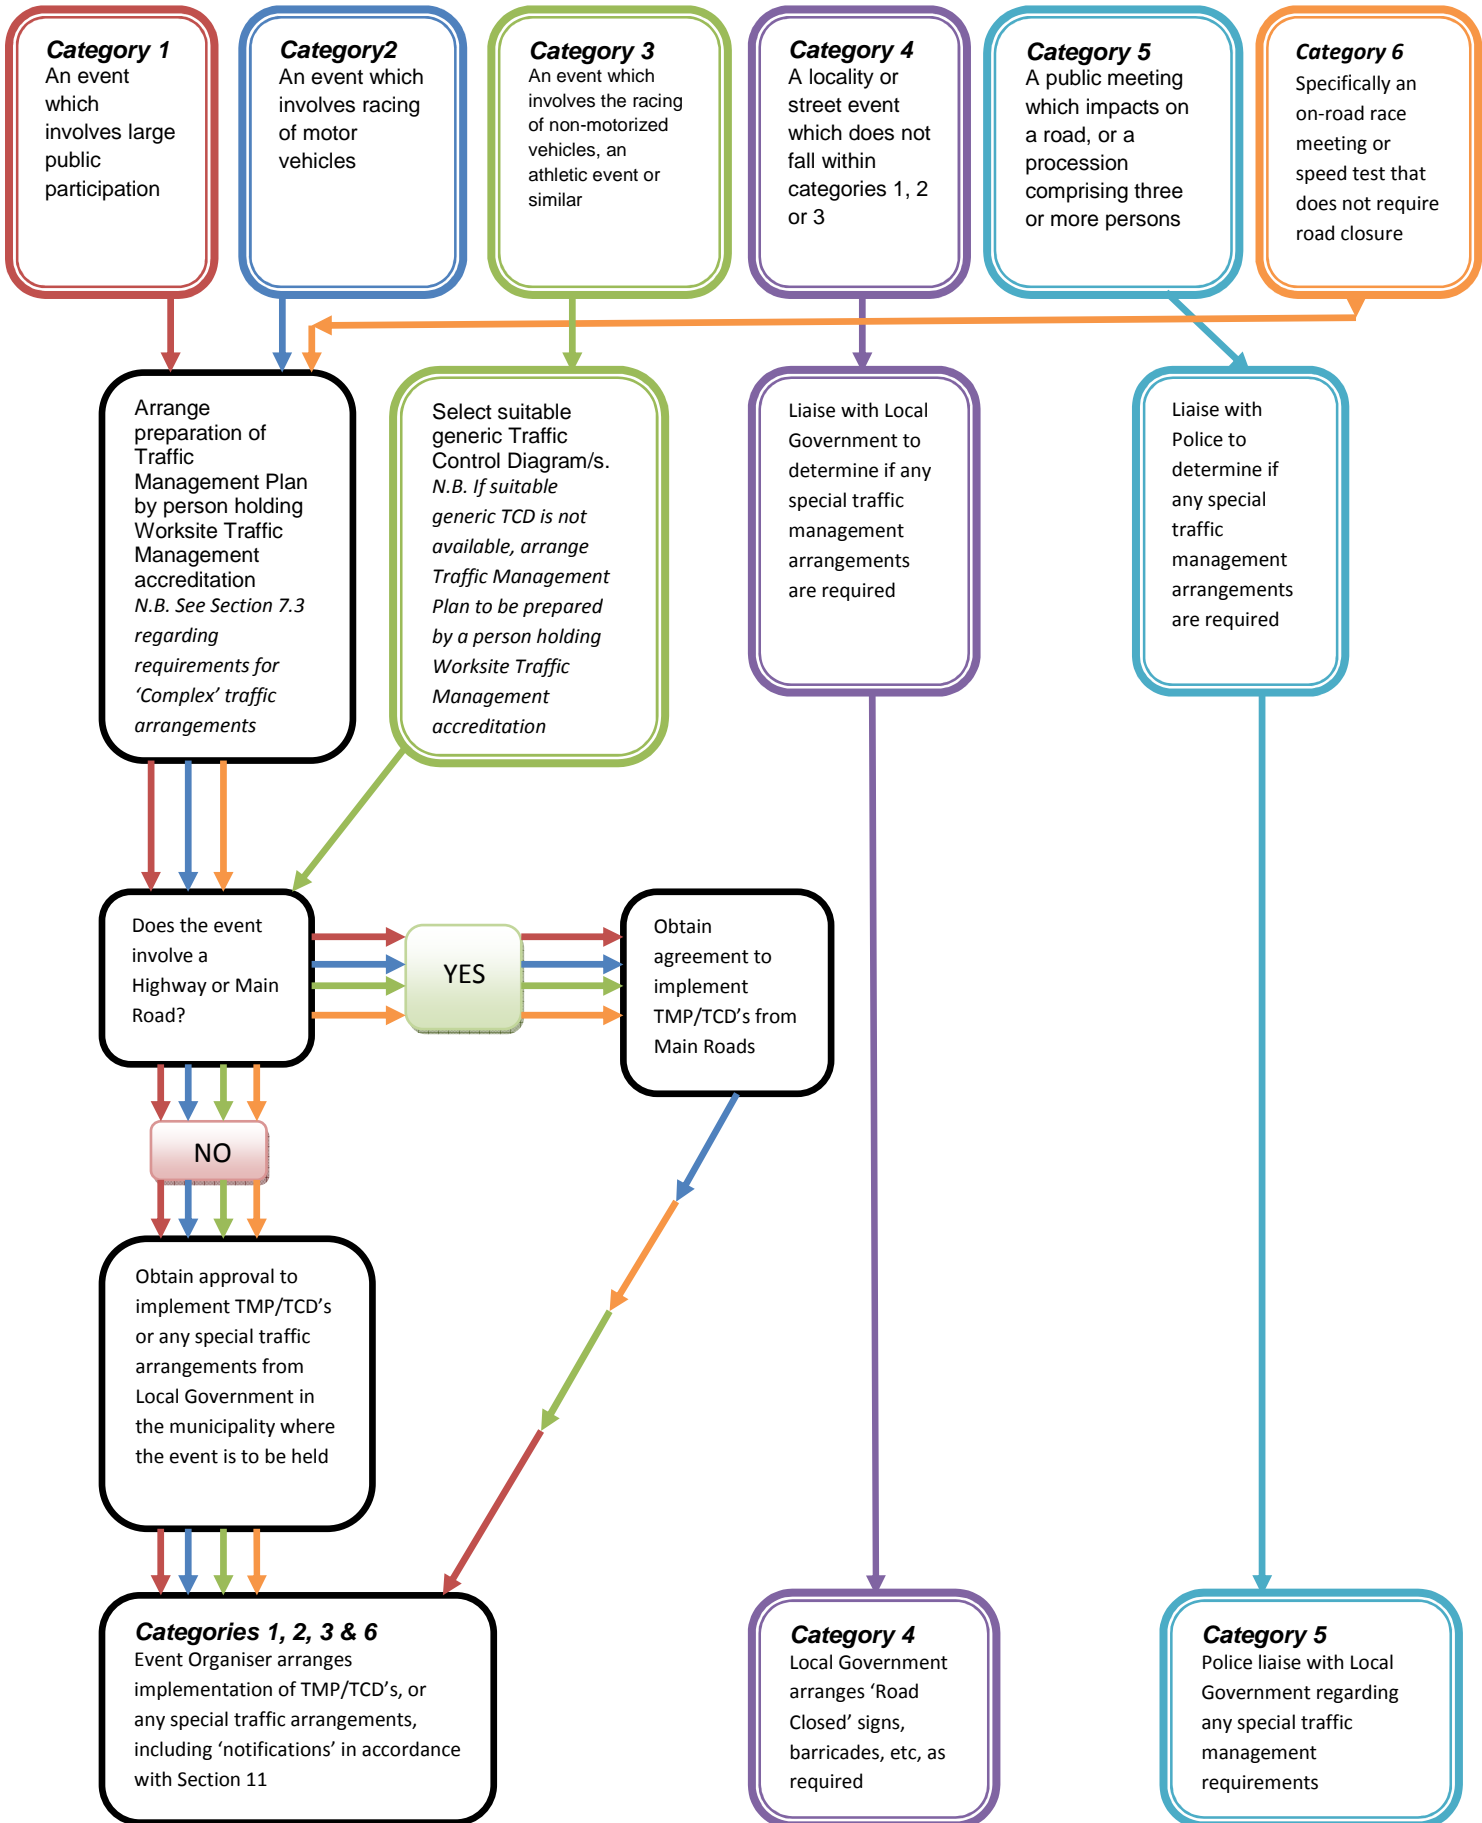 Category 1
An event
which
involves large
public
participation
Category2
An event which
involves racing
of motor
vehicles
Category 3
An event which
involves the racing
of non-motorized
vehicles, an
athletic event or
similar
Category 4
A locality or
street event
which does not
fall within
categories 1, 2
or 3
Category 5
A public meeting
which impacts on
a road, or a
procession
comprising three
or more persons
Category 6
Specifically an
on-road race
meeting or
speed test that
does not require
road closure
Arrange
preparation of
Traffic
Management Plan
by person holding
Worksite Traffic
Management
accreditation
N.B. See Section 7.3
regarding
requirements for
‘Complex’ traffic
arrangements
Select suitable
generic Traffic
Control Diagram/s.
N.B. If suitable
generic TCD is not
available, arrange
Traffic Management
Plan to be prepared
by a person holding
Worksite Traffic
Management
accreditation
Liaise with Local
Government to
determine if any
special traffic
management
arrangements
are required
Liaise with
Police to
determine if
any special
traffic
management
arrangements
are required
Does the event
involve a
Highway or Main
Road?
YES
Obtain
agreement to
implement
TMP/TCD’s from
Main Roads
NO
Obtain approval to
implement TMP/TCD’s
or any special traffic
arrangements from
Local Government in
the municipality where
the event is to be held
Categories 1, 2, 3 & 6
Event Organiser arranges
implementation of TMP/TCD’s, or
any special traffic arrangements,
including ‘notifications’ in accordance
with Section 11
Category 4
Local Government
arranges ‘Road
Closed’ signs,
barricades, etc, as
required
Category 5
Police liaise with Local
Government regarding
any special traffic
management
requirements